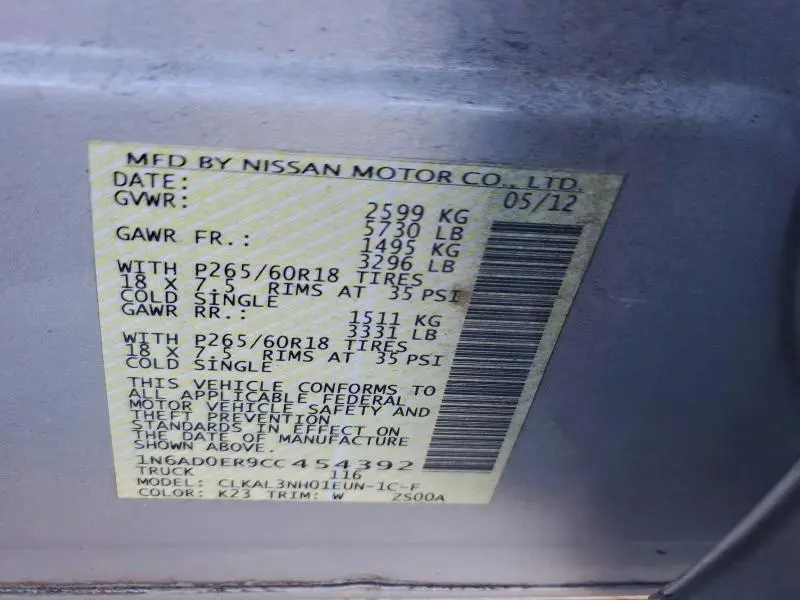 MFD BY NISSAN MOTOR CO., LTD.
DATE: 05/12
GVWR: 2599 KG
5730 LB
GAWR FR.: 1495 KG
3296 LB
WITH P265/60R18 TIRES
18 X 7.5 RIMS AT 35 PSI
COLD SINGLE
GAWR RR.: 1511 KG
3331 LB
WITH P265/60R18 TIRES
18 X 7.5 RIMS AT 35 PSI
COLD SINGLE
THIS VEHICLE CONFORMS TO
ALL APPLICABLE FEDERAL
MOTOR VEHICLE SAFETY AND
THEFT PREVENTION
STANDARDS IN EFFECT ON
THE DATE OF MANUFACTURE
SHOWN ABOVE.
1N6AD0ER9CC454392
TRUCK 116
MODEL: CLKAL3NH01EUN-1C-F
COLOR: K23 TRIM: W ZS00A